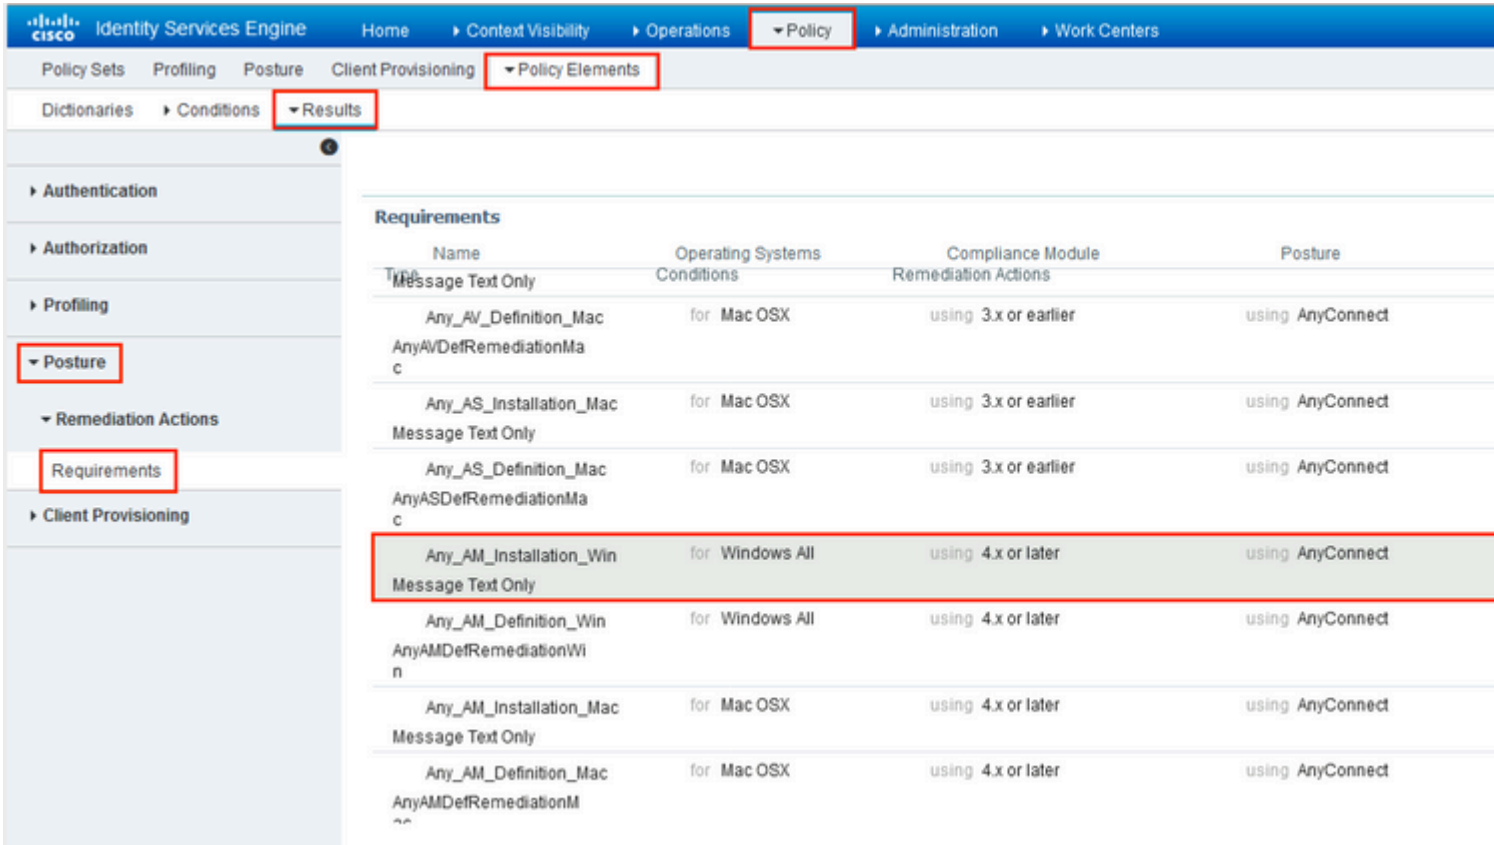 cisco Identity Services Engine Home Context Visibility Operations Policy Administration Work Centers
Policy Sets Profiling Posture Client Provisioning Policy Elements
Dictionaries Conditions Results
Authentication
Authorization
Profiling
Posture
Remediation Actions
Requirements
Client Provisioning
Requirements
Name Operating Systems Compliance Module Posture
Type Conditions Remediation Actions
Message Text Only
Any_AV_Definition_Mac for Mac OSX using 3.x or earlier using AnyConnect
AnyAVDefRemediationMa
c
Any_AS_Installation_Mac for Mac OSX using 3.x or earlier using AnyConnect
Message Text Only
Any_AS_Definition_Mac for Mac OSX using 3.x or earlier using AnyConnect
AnyASDefRemediationMa
c
Any_AM_Installation_Win for Windows All using 4.x or later using AnyConnect
Message Text Only
Any_AM_Definition_Win for Windows All using 4.x or later using AnyConnect
AnyAMDefRemediationWi
n
Any_AM_Installation_Mac for Mac OSX using 4.x or later using AnyConnect
Message Text Only
Any_AM_Definition_Mac for Mac OSX using 4.x or later using AnyConnect
AnyAMDefRemediationM